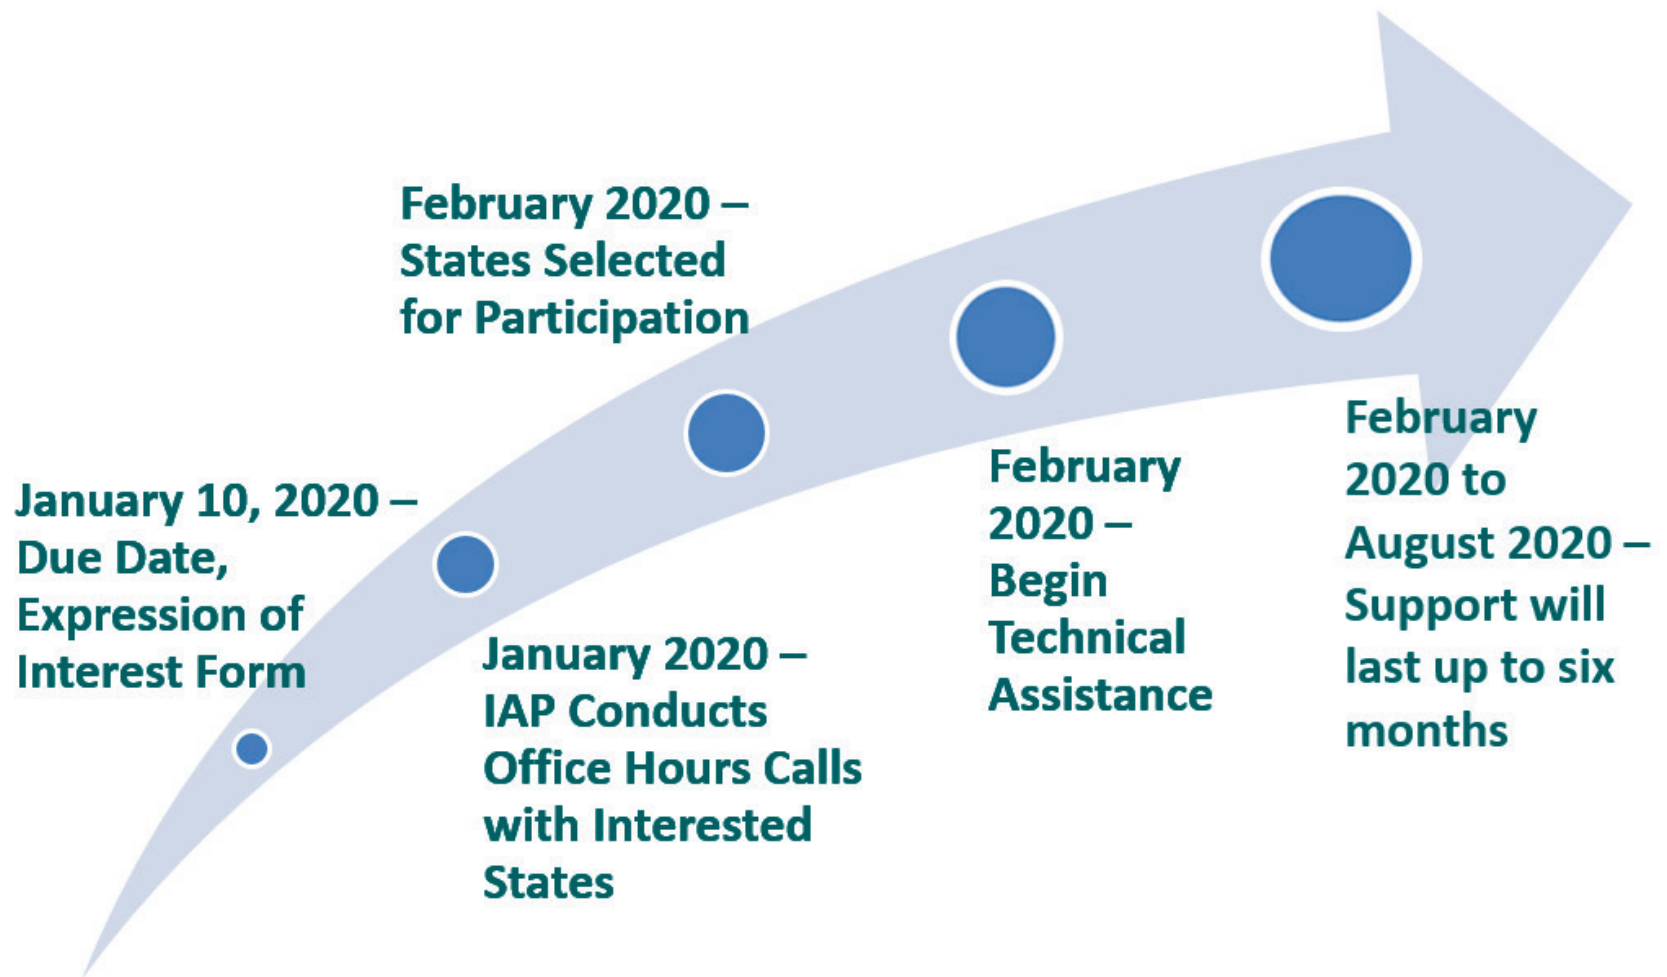 January 10, 2020 –
Due Date,
Expression of
Interest Form
January 2020 –
IAP Conducts
Office Hours Calls
with Interested
States
February 2020 –
States Selected
for Participation
February
2020 –
Begin
Technical
Assistance
February
2020 to
August 2020 –
Support will
last up to six
months